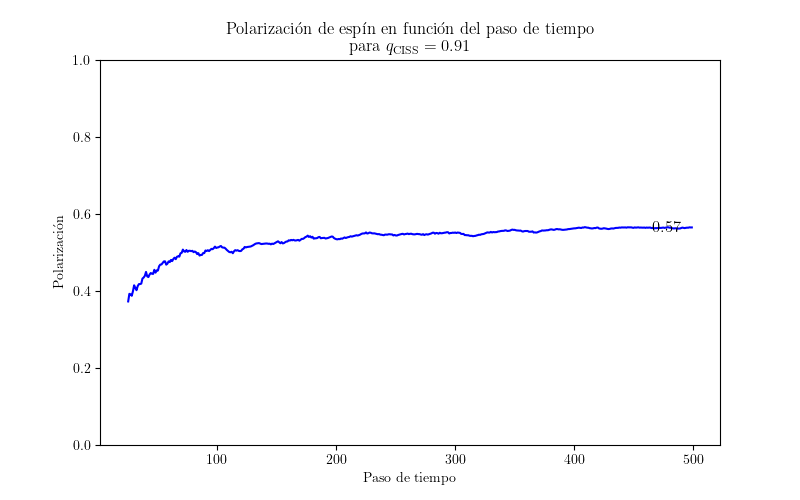 Polarización de espín en función del paso de tiempo
para qCISS = 0.91
1.0
0.8
0.6
0.4
0.2
0.0
Polarización
0.57
100 200 300 400 500
Paso de tiempo